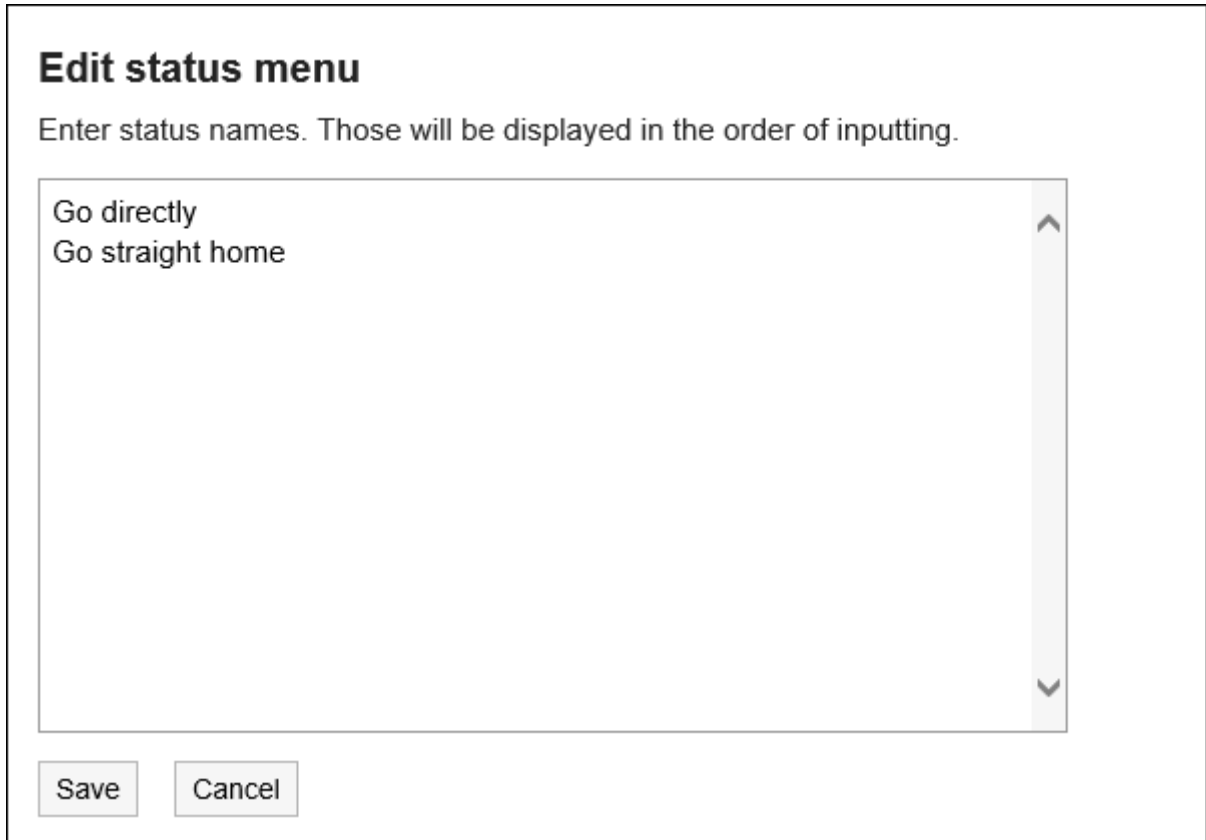 Edit status menu
Enter status names. Those will be displayed in the order of inputting.
Go directly
Go straight home
Save Cancel